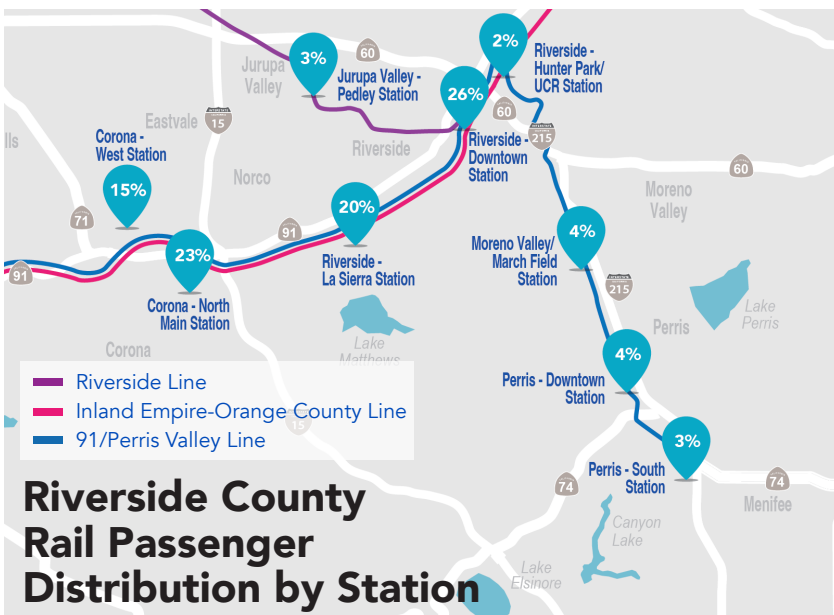 2%
Riverside -
Hunter Park/
UCR Station
3%
60
Jurupa
Valley
Jurupa Valley -
Pedley Station
26%
60
Eastvale
INTERSTATE
15
Riverside -
Downtown
Station
INTERSTATE
215
lls
Corona -
West Station
Riverside
60
15%
Norco
Moreno
Valley
20%
71
91
4%
Moreno Valley/
March Field
Station
23%
Riverside -
La Sierra Station
91
INTERSTATE
215
Corona - North
Main Station
Lake
Perris
Perris
Corona
Lake
Matthews
4%
Perris - Downtown
Station
Riverside Line
Inland Empire-Orange County Line
91/Perris Valley Line
15
3%
Perris - South
Station
74
74
Menifee
Riverside County
Rail Passenger
Distribution by Station
Canyon
Lake
Lake
Elsinore